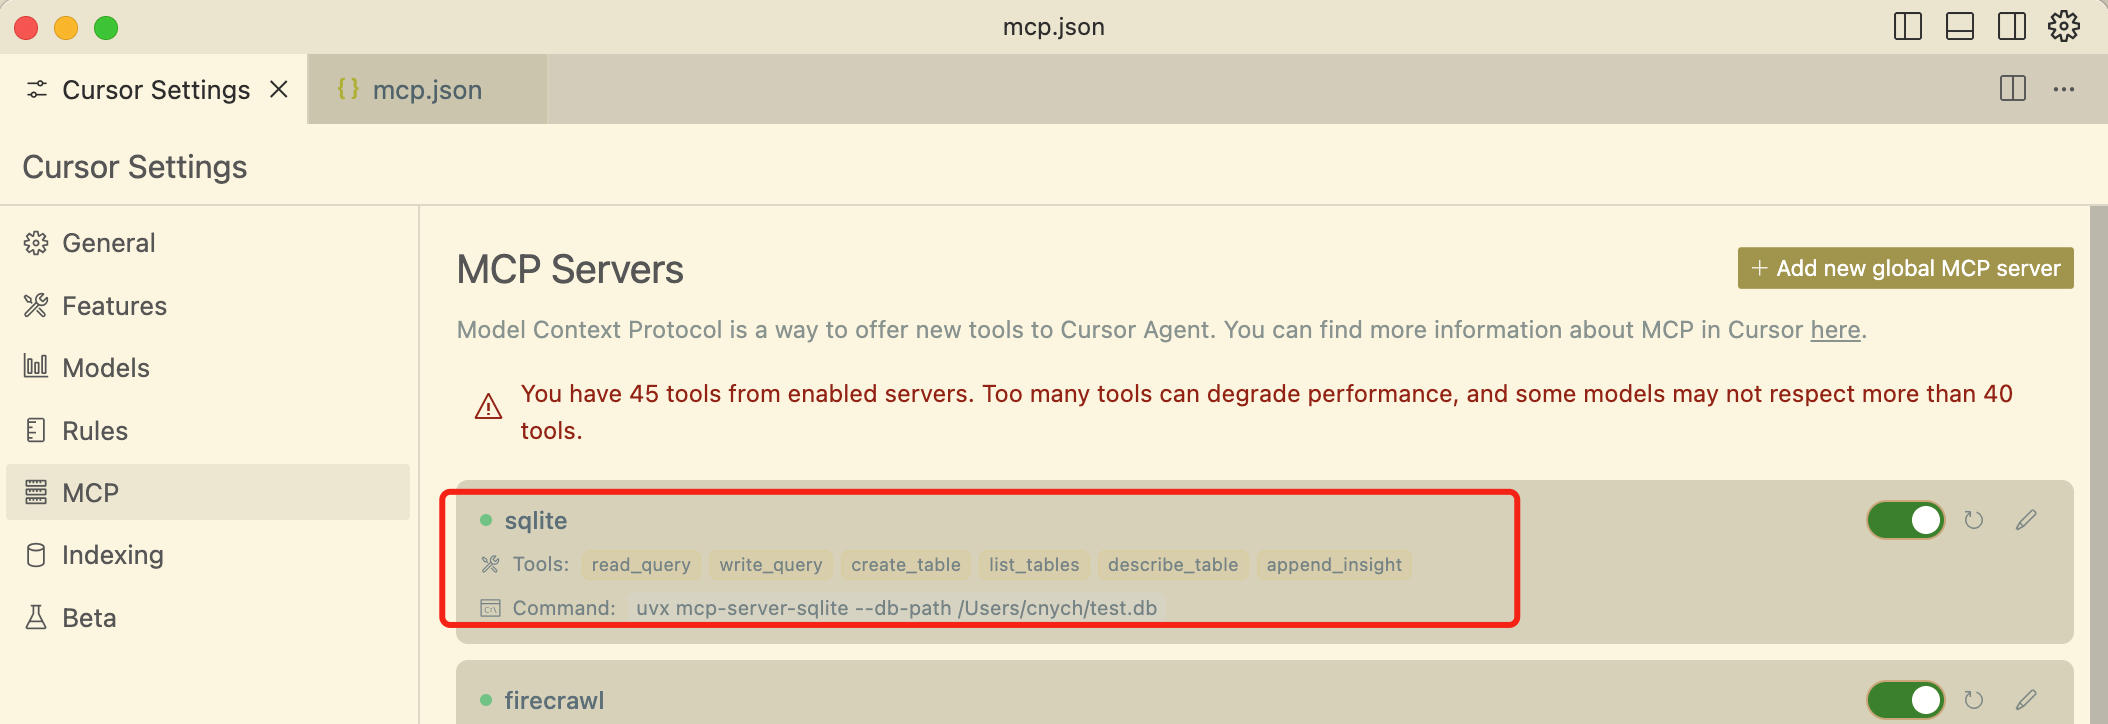 mcp.json
Cursor Settings
mcp.json
Cursor Settings
General
Features
Models
Rules
MCP
Indexing
Beta
MCP Servers
Add new global MCP server
Model Context Protocol is a way to offer new tools to Cursor Agent. You can find more information about MCP in Cursor here.
You have 45 tools from enabled servers. Too many tools can degrade performance, and some models may not respect more than 40
tools.
sqlite
Tools: read_query write_query create_table list_tables describe_table append_insight
Command: uvx mcp-server-sqlite --db-path /Users/cnych/test.db
firecrawl